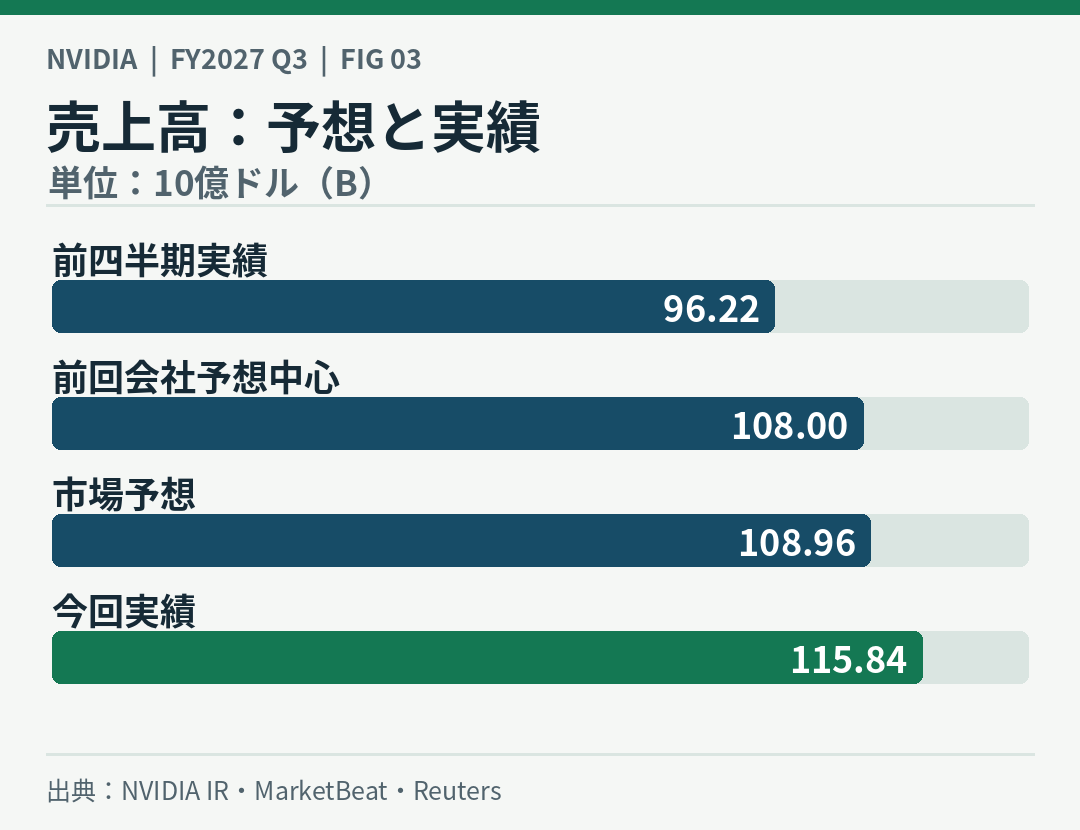 NVIDIA | FY2027 Q3 | FIG 03
売上高：予想と実績
単位：10億ドル（B）
前四半期実績
96.22
前回会社予想中心
108.00
市場予想
108.96
今回実績
115.84
出典：NVIDIA IR・MarketBeat・Reuters